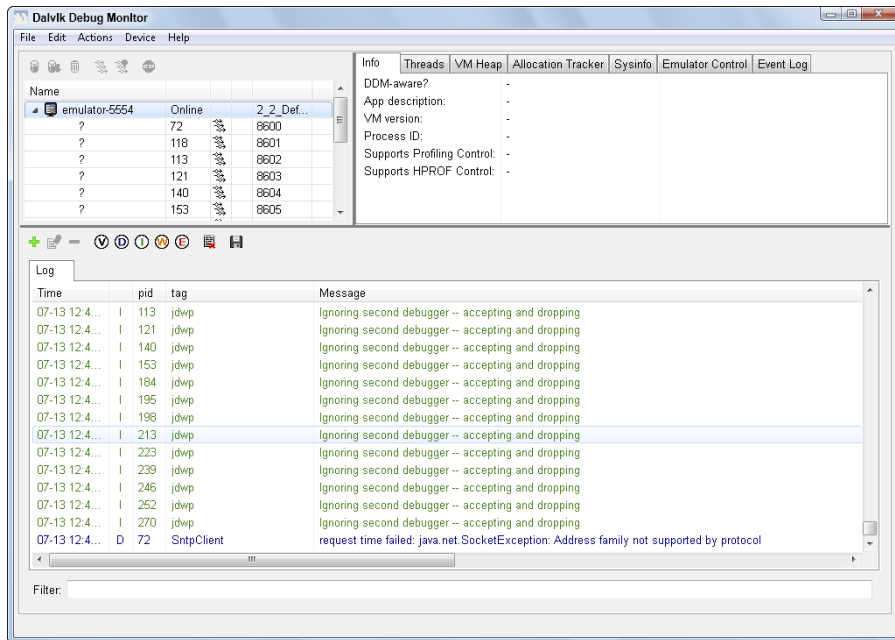 Dalvik Debug Monitor
File Edit Actions Device Help
Info Threads VM Heap Allocation Tracker Sysinfo Emulator Control Event Log
Name
emulator-5554 Online 2_2_Def...
? 72 8600
? 118 8601
? 113 8602
? 121 8603
? 140 8604
? 153 8605
DDM-aware? -
App description: -
VM version: -
Process ID: -
Supports Profiling Control: -
Supports HPROF Control: -
V D I W E
Log
Time pid tag Message
07-13 12:4... I 113 jdwp Ignoring second debugger -- accepting and dropping
07-13 12:4... I 121 jdwp Ignoring second debugger -- accepting and dropping
07-13 12:4... I 140 jdwp Ignoring second debugger -- accepting and dropping
07-13 12:4... I 153 jdwp Ignoring second debugger -- accepting and dropping
07-13 12:4... I 184 jdwp Ignoring second debugger -- accepting and dropping
07-13 12:4... I 195 jdwp Ignoring second debugger -- accepting and dropping
07-13 12:4... I 198 jdwp Ignoring second debugger -- accepting and dropping
07-13 12:4... I 213 jdwp Ignoring second debugger -- accepting and dropping
07-13 12:4... I 223 jdwp Ignoring second debugger -- accepting and dropping
07-13 12:4... I 239 jdwp Ignoring second debugger -- accepting and dropping
07-13 12:4... I 246 jdwp Ignoring second debugger -- accepting and dropping
07-13 12:4... I 252 jdwp Ignoring second debugger -- accepting and dropping
07-13 12:4... I 270 jdwp Ignoring second debugger -- accepting and dropping
07-13 12:4... D 72 SntpClient request time failed: java.net.SocketException: Address family not supported by protocol
Filter: